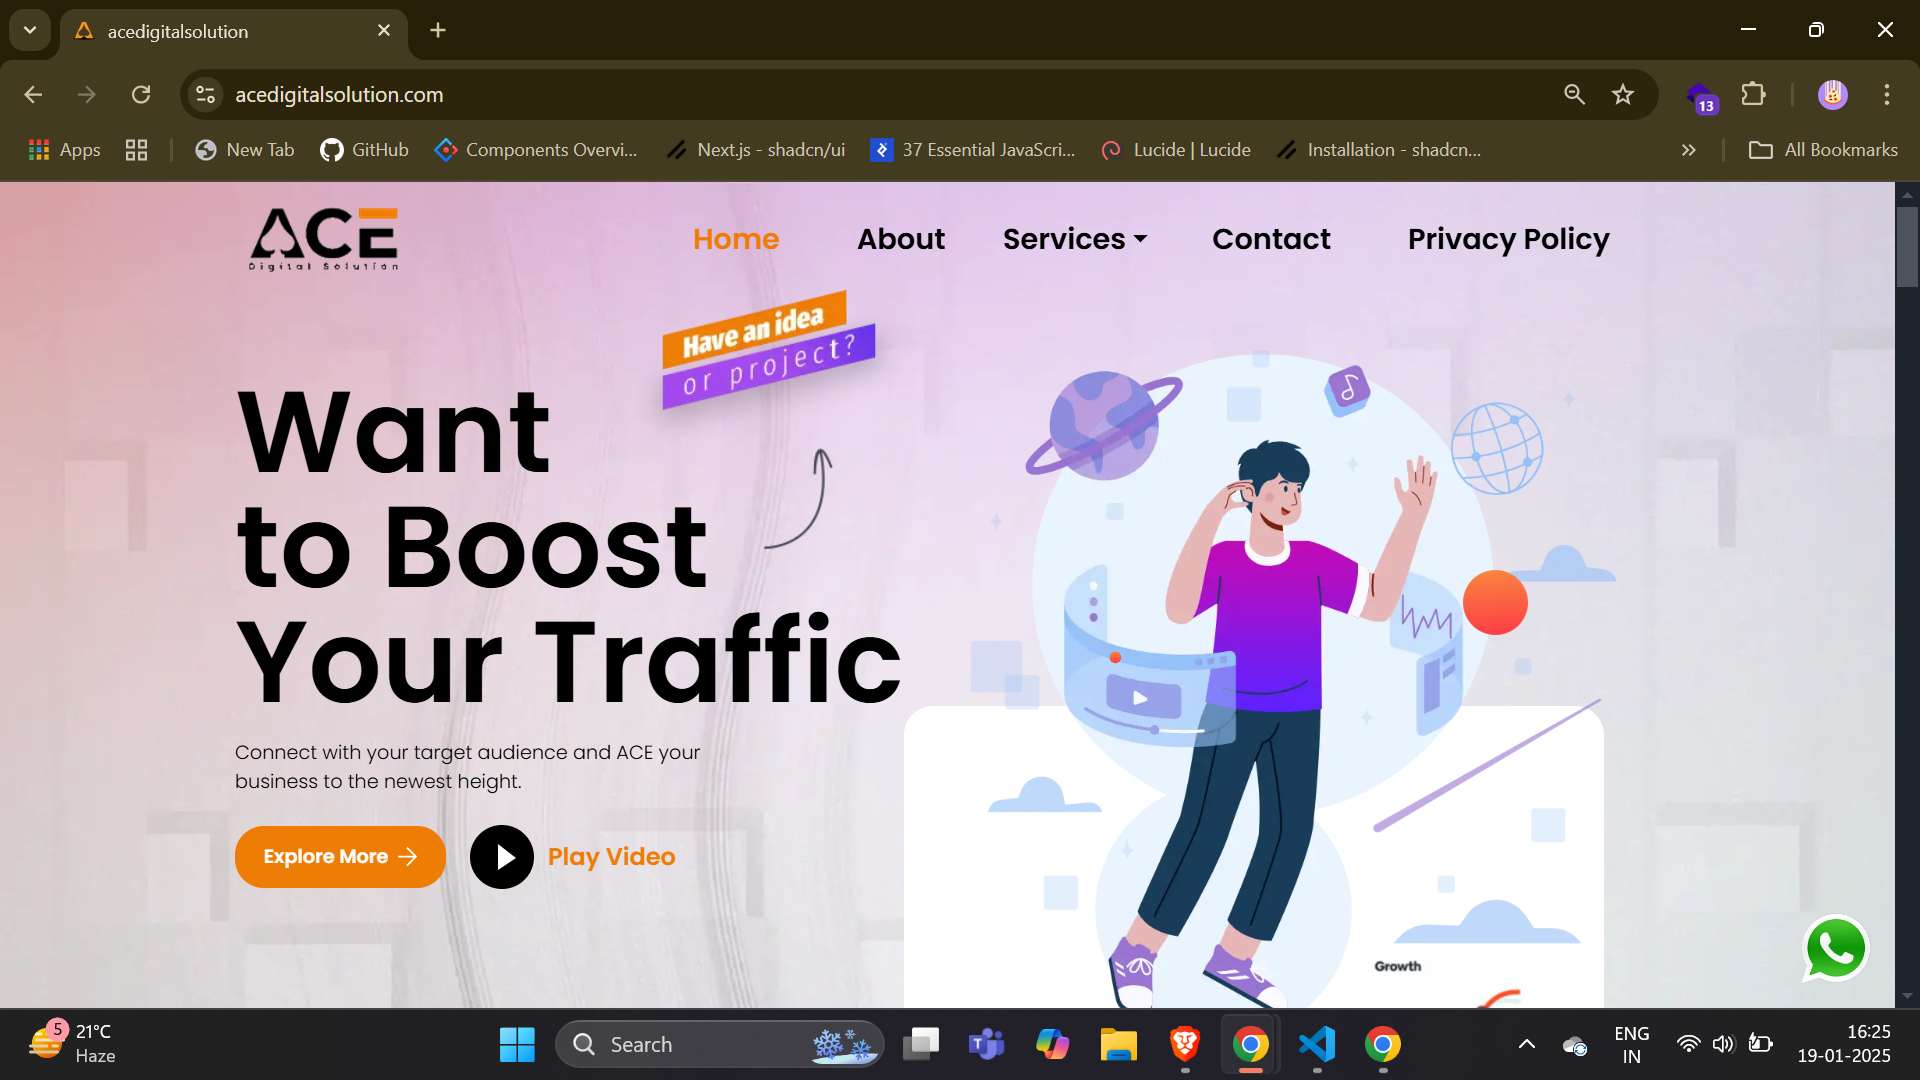 acedigitalsolution
acedigitalsolution.com
13
Apps
New Tab
GitHub
Components Overvi...
Next.js - shadcn/ui
37 Essential JavaScri...
Lucide | Lucide
Installation - shadcn...
All Bookmarks
ACE
Digital Solution
Home
About
Services
Contact
Privacy Policy
Have an idea
or project?
Want
to Boost
Your Traffic
Connect with your target audience and ACE your
business to the newest height.
Explore More
Play Video
Growth
5
21°C
Haze
Search
ENG
IN
16:25
19-01-2025